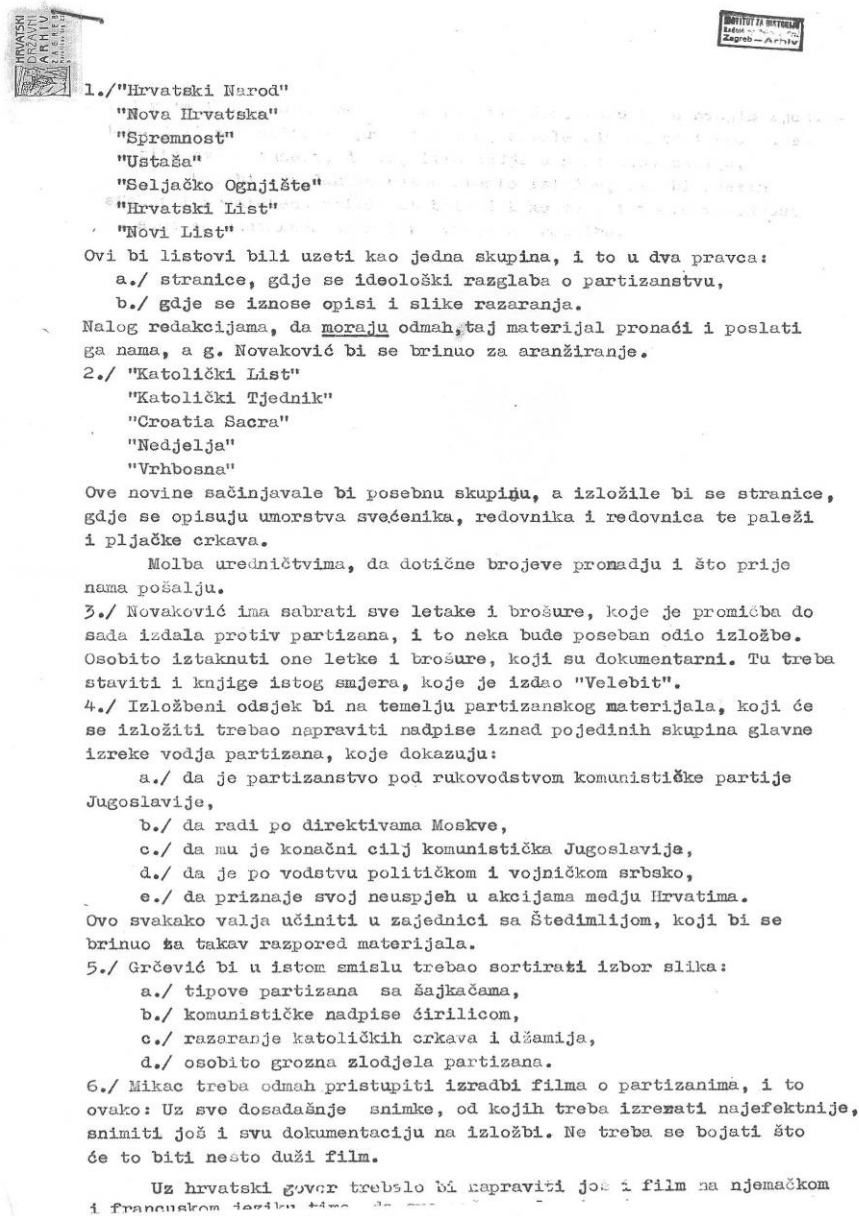 HRVATSKI
DRŽAVNI
ARHIV
ZAGREB
INSTITUT ZA HISTORIJU
Zagreb — Arhiv
1./"Hrvatski Narod"
"Nova Hrvatska"
"Spremnost"
"Ustaša"
"Seljačko Ognjište"
"Hrvatski List"
"Novi List"
Ovi bi listovi bili uzeti kao jedna skupina, i to u dva pravca:
a./ stranice, gdje se ideološki razglaba o partizanstvu,
b./ gdje se iznose opisi i slike razaranja.
Nalog redakcijama, da moraju odmah, taj materijal pronaći i poslati
ga nama, a g. Novaković bi se brinuo za aranžiranje.
2./ "Katolički List"
"Katolički Tjednik"
"Croatia Sacra"
"Nedjelja"
"Vrhbosna"
Ove novine sačinjavale bi posebnu skupinu, a izložile bi se stranice,
gdje se opisuju umorstva svećenika, redovnika i redovnica te paleži
i pljačke crkava.
Molba uredničtvima, da dotične brojeve pronadju i što prije
nama pošalju.
3./ Novaković ima sabrati sve letake i brošure, koje je promičba do
sada izdala protiv partizana, i to neka bude poseban odio izložbe.
Osobito iztaknuti one letke i brošure, koji su dokumentarni. Tu treba
staviti i knjige istog smjera, koje je izdao "Velebit".
4./ Izložbeni odsjek bi na temelju partizanskog materijala, koji će
se izložiti trebao napraviti nadpise iznad pojedinih skupina glavne
izreke vodja partizana, koje dokazuju:
a./ da je partizanstvo pod rukovodstvom komunističke partije
Jugoslavije,
b./ da radi po direktivama Moskve,
c./ da mu je konačni cilj komunistička Jugoslavija,
d./ da je po vodstvu političkom i vojničkom srbsko,
e./ da priznaje svoj neuspjeh u akcijama medju Hrvatima.
Ovo svakako valja učiniti u zajednici sa Štedimlijom, koji bi se
brinuo za takav razpored materijala.
5./ Grčević bi u istom smislu trebao sortirati izbor slika:
a./ tipove partizana sa šajkačama,
b./ komunističke nadpise ćirilicom,
c./ razaranje katoličkih crkava i džamija,
d./ osobito grozna zlodjela partizana.
6./ Mikac treba odmah pristupiti izradbi filma o partizanima, i to
ovako: Uz sve dosadašnje snimke, od kojih treba izrezati najefektnije,
snimiti još i svu dokumentaciju na izložbi. Ne treba se bojati što
će to biti nešto duži film.
Uz hrvatski govor trebalo bi napraviti još i film na njemačkom
i francuskom jeziku